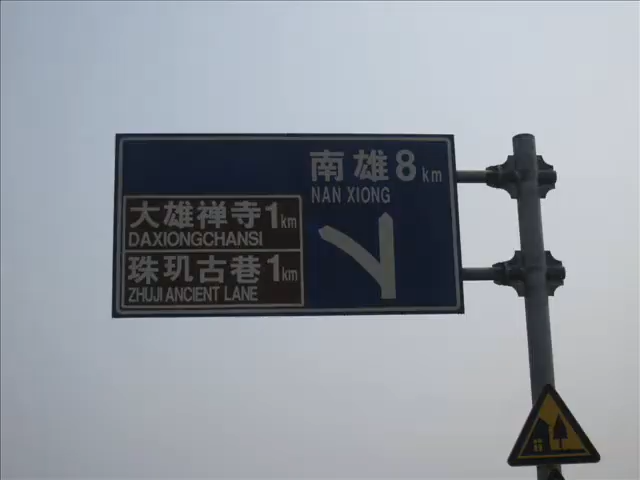 南雄8km
NAN XIONG
大雄禅寺1km
DAXIONGCHANSI
珠玑古巷1km
ZHUJI ANCIENT LANE